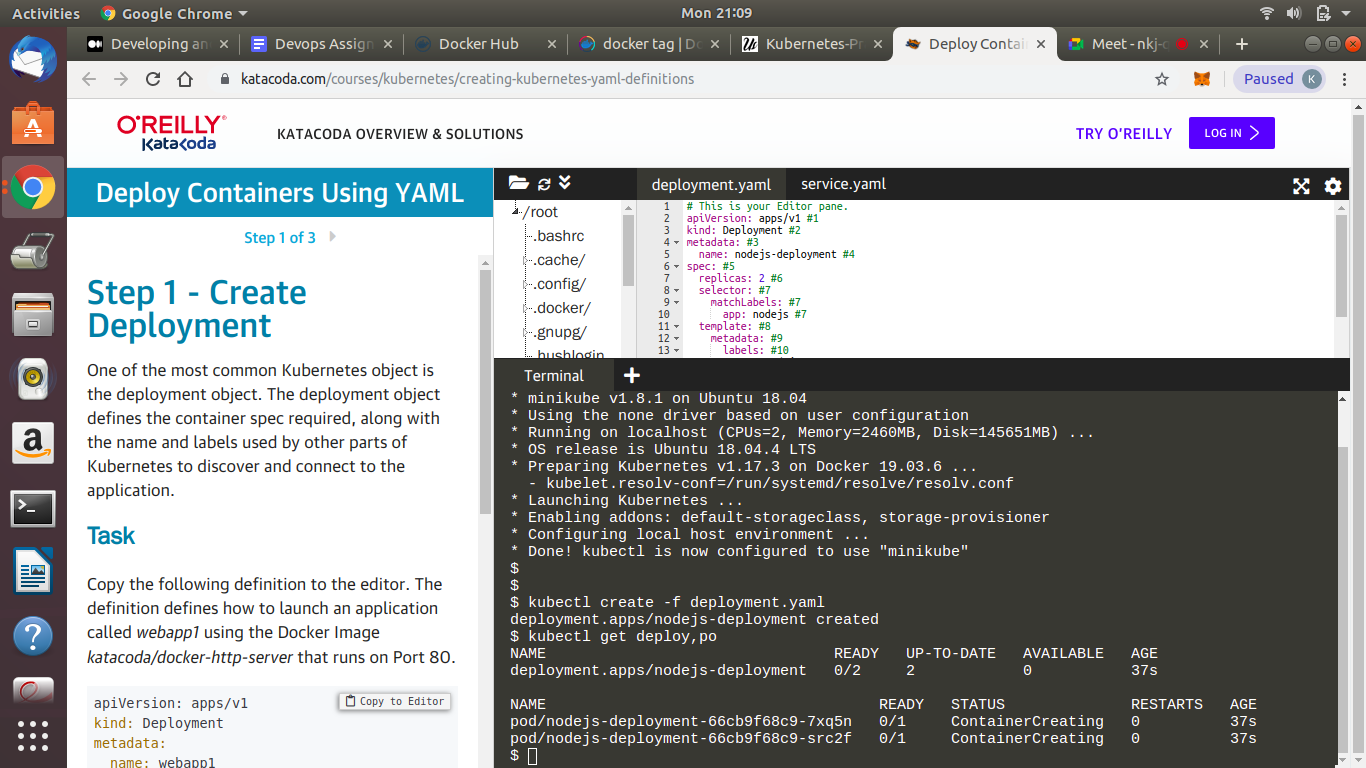 Activities
Google Chrome
Mon 21:09
Developing an
Devops Assign
Docker Hub
docker tag | Do
Kubernetes-Pr
Deploy Contai
Meet - nkj-
katacoda.com/courses/kubernetes/creating-kubernetes-yaml-definitions
Paused
K
O'REILLY
Katacoda
KATACODA OVERVIEW & SOLUTIONS
TRY O'REILLY
LOG IN
Deploy Containers Using YAML
Step 1 of 3
Step 1 - Create
Deployment
One of the most common Kubernetes object is
the deployment object. The deployment object
defines the container spec required, along with
the name and labels used by other parts of
Kubernetes to discover and connect to the
application.
Task
Copy the following definition to the editor. The
definition defines how to launch an application
called webapp1 using the Docker Image
katacoda/docker-http-server that runs on Port 80.
Copy to Editor
apiVersion: apps/v1
kind: Deployment
metadata:
name: webapp1
deployment.yaml
service.yaml
/root
.bashrc
.cache/
.config/
.docker/
.gnupg/
.hushlogin
1 # This is your Editor pane.
2 apiVersion: apps/v1 #1
3 kind: Deployment #2
4 metadata: #3
5 name: nodejs-deployment #4
6 spec: #5
7 replicas: 2 #6
8 selector: #7
9 matchLabels: #7
10 app: nodejs #7
11 template: #8
12 metadata: #9
13 labels: #10
Terminal
* minikube v1.8.1 on Ubuntu 18.04
* Using the none driver based on user configuration
* Running on localhost (CPUs=2, Memory=2460MB, Disk=145651MB) ...
* OS release is Ubuntu 18.04.4 LTS
* Preparing Kubernetes v1.17.3 on Docker 19.03.6 ...
- kubelet.resolv-conf=/run/systemd/resolve/resolv.conf
* Launching Kubernetes ...
* Enabling addons: default-storageclass, storage-provisioner
* Configuring local host environment ...
* Done! kubectl is now configured to use "minikube"
$
$
$ kubectl create -f deployment.yaml
deployment.apps/nodejs-deployment created
$ kubectl get deploy,po
NAME READY UP-TO-DATE AVAILABLE AGE
deployment.apps/nodejs-deployment 0/2 2 0 37s
NAME READY STATUS RESTARTS AGE
pod/nodejs-deployment-66cb9f68c9-7xq5n 0/1 ContainerCreating 0 37s
pod/nodejs-deployment-66cb9f68c9-src2f 0/1 ContainerCreating 0 37s
$